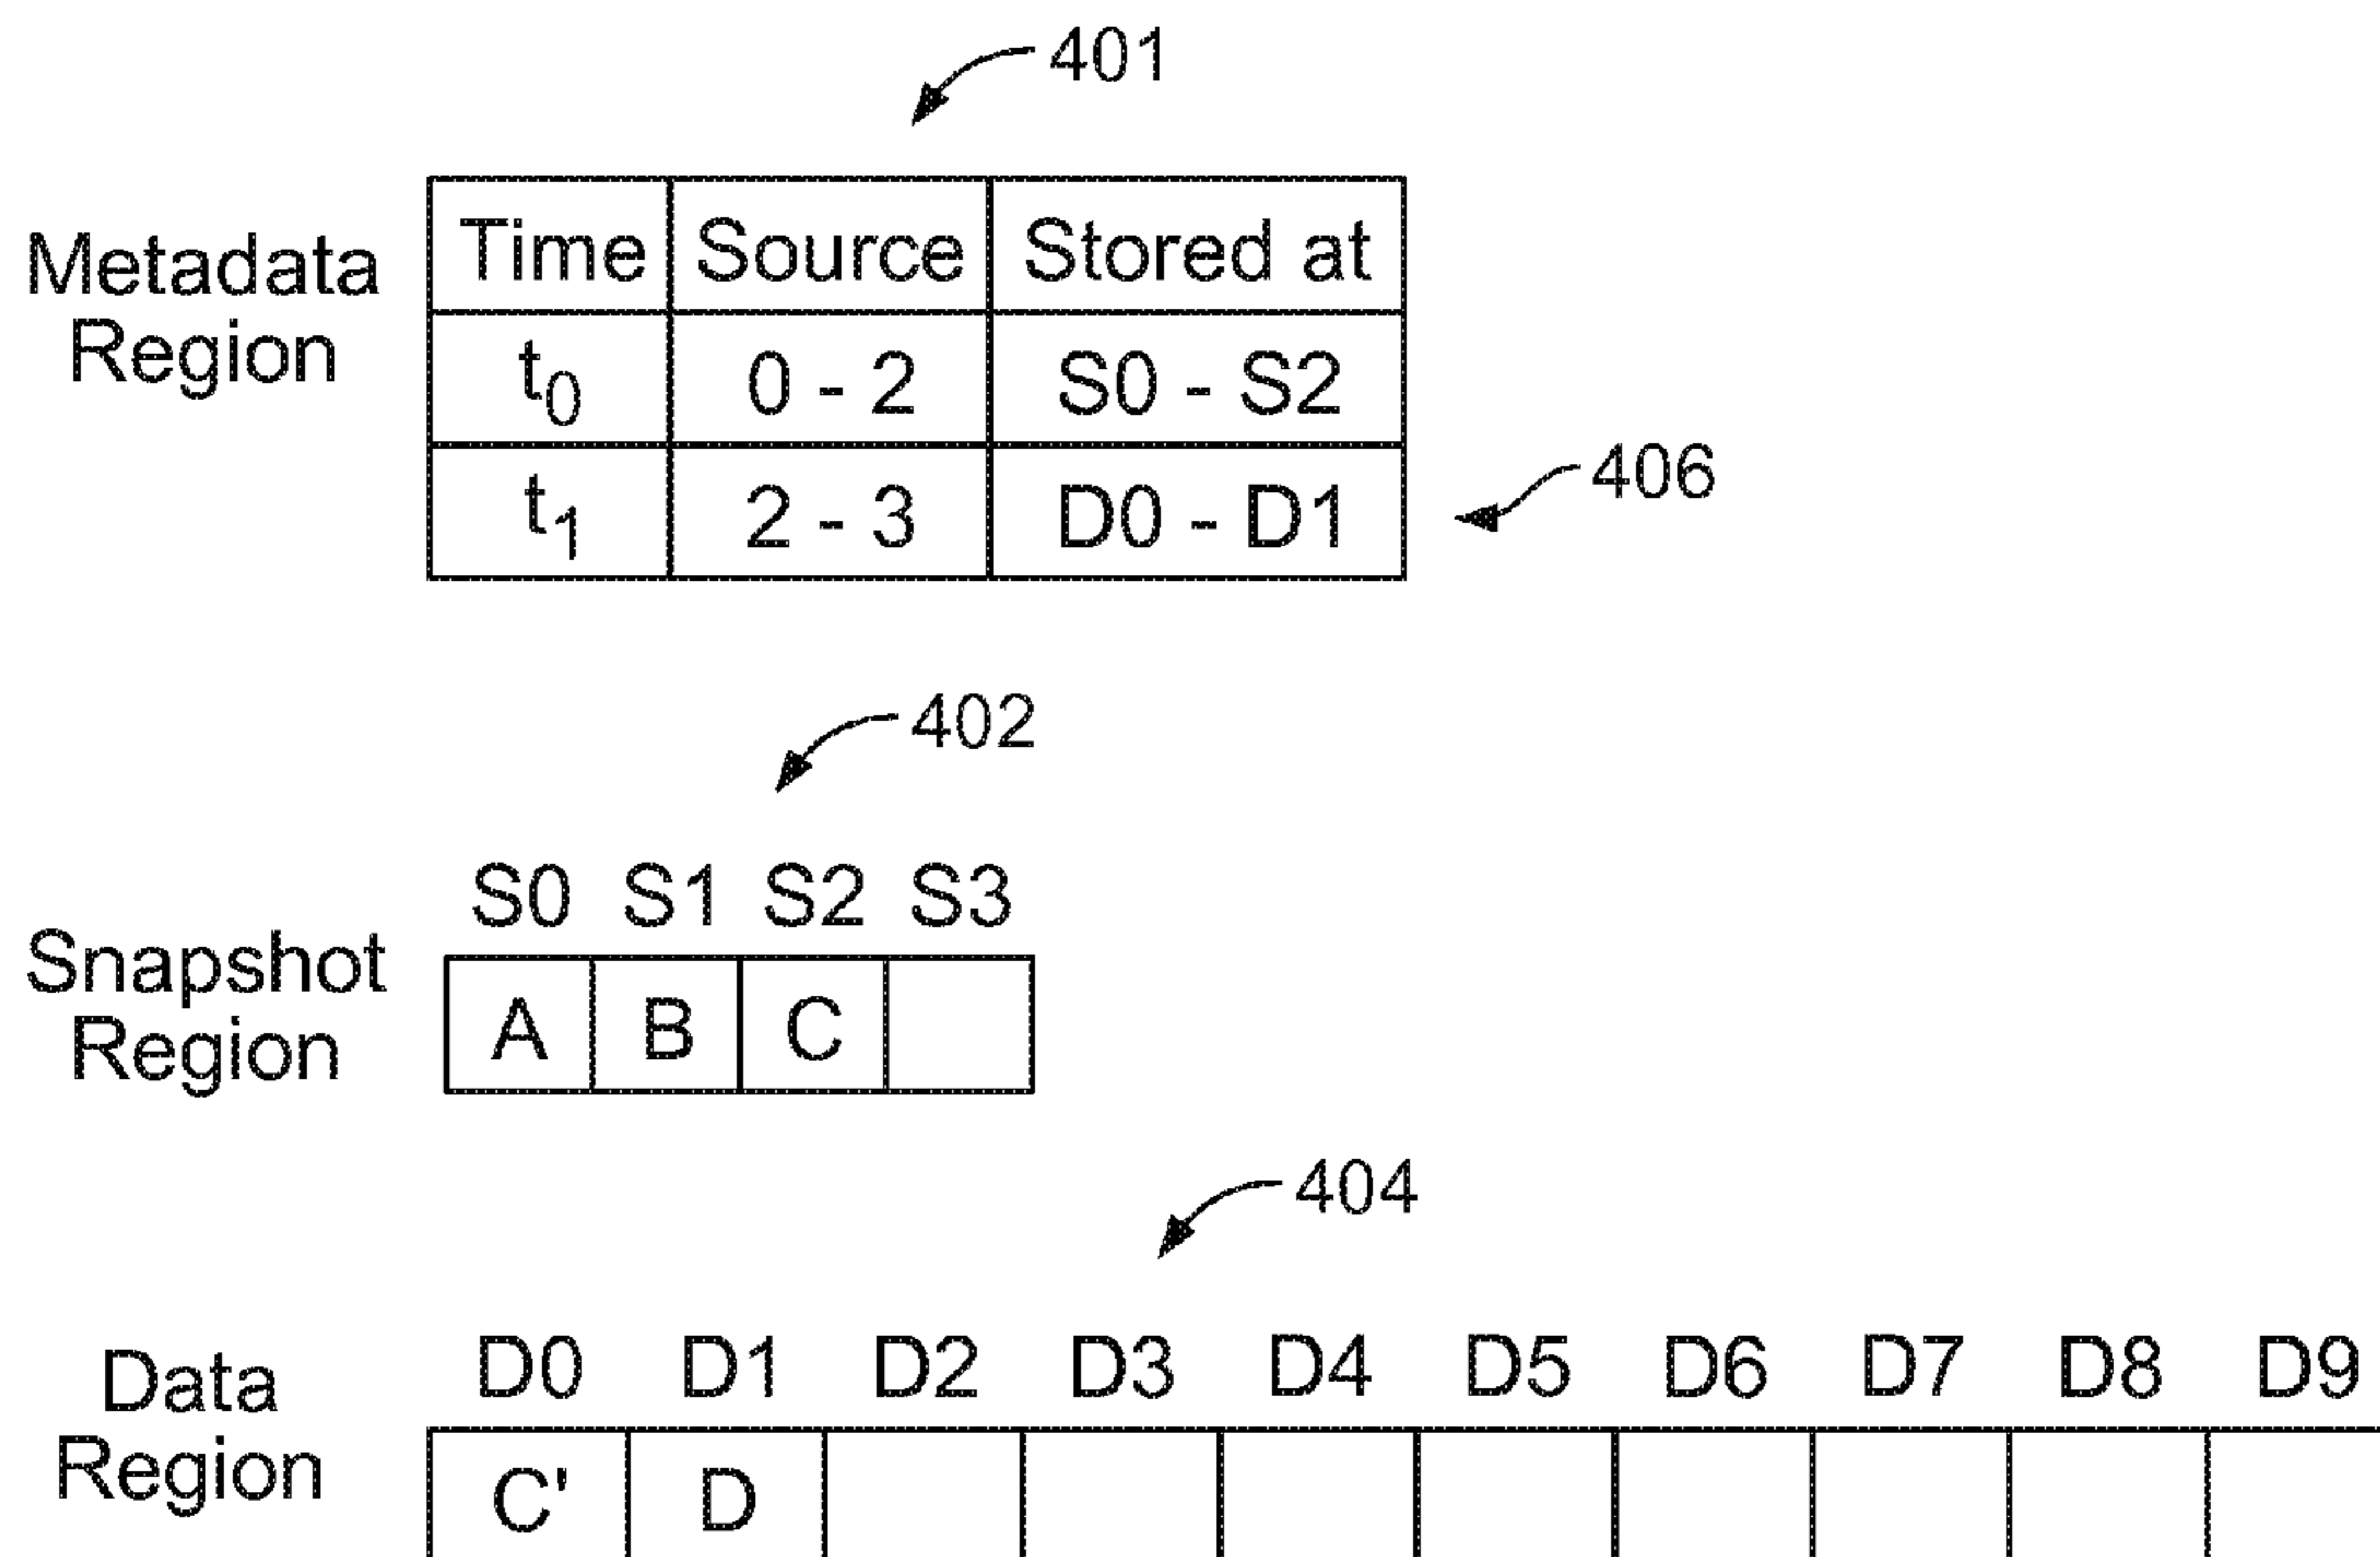 401
Metadata
Region
Time Source Stored at
t₀ 0 - 2 S0 - S2
t₁ 2 - 3 D0 - D1
406
402
Snapshot
Region
S0 S1 S2 S3
A B C
404
Data
Region
D0 D1 D2 D3 D4 D5 D6 D7 D8 D9
C' D